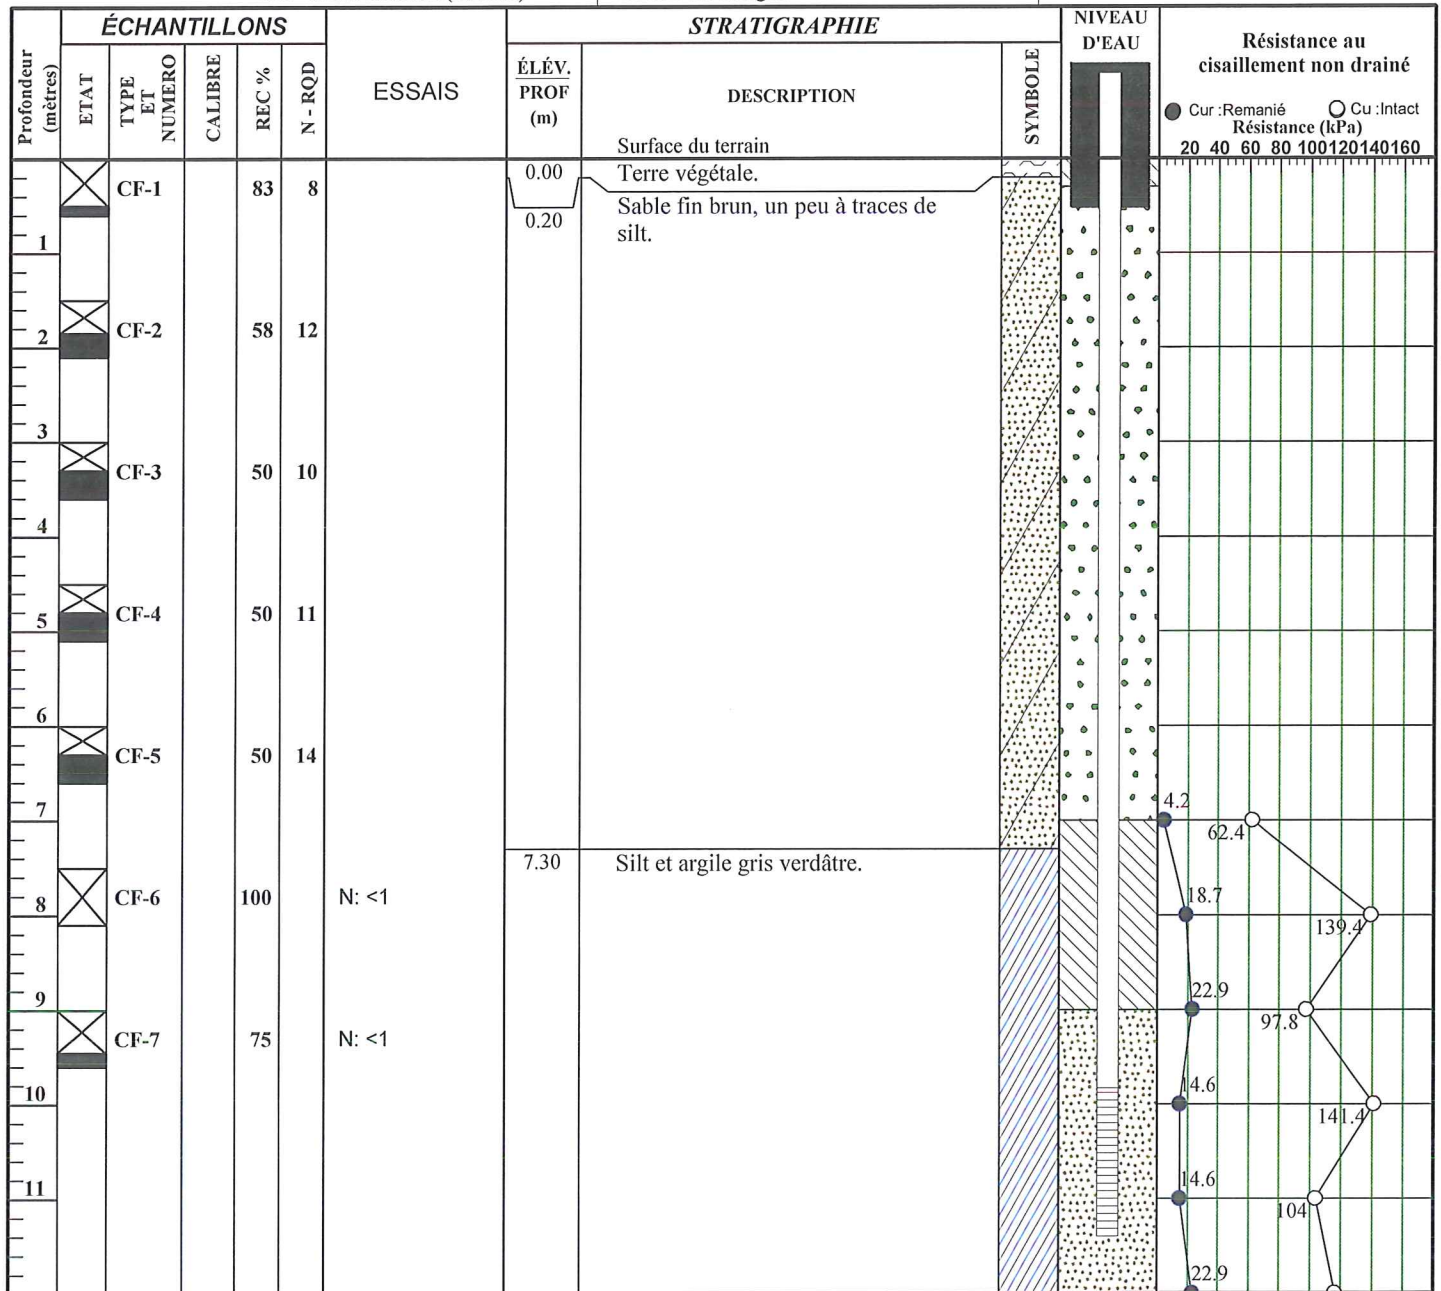 ÉCHANTILLONS
STRATIGRAPHIE
NIVEAU
D'EAU
Profondeur
(mètres)
ETAT
TYPE
ET
NUMERO
CALIBRE
REC %
N - RQD
ESSAIS
ÉLÉV.
PROF
(m)
DESCRIPTION
Surface du terrain
SYMBOLE
Résistance au
cisaillement non drainé
Cur :Remanié Cu :Intact
Résistance (kPa)
20 40 60 80 100 120 140 160
CF-1 83 8
0.00 Terre végétale.
0.20 Sable fin brun, un peu à traces de
silt.
1
2 CF-2 58 12
3
CF-3 50 10
4
5 CF-4 50 11
6
CF-5 50 14
7
4.2 62.4
7.30 Silt et argile gris verdâtre.
8 CF-6 100 N: <1
18.7 139.4
9
22.9 97.8
CF-7 75 N: <1
10
14.6 141.4
11
14.6 104
22.9